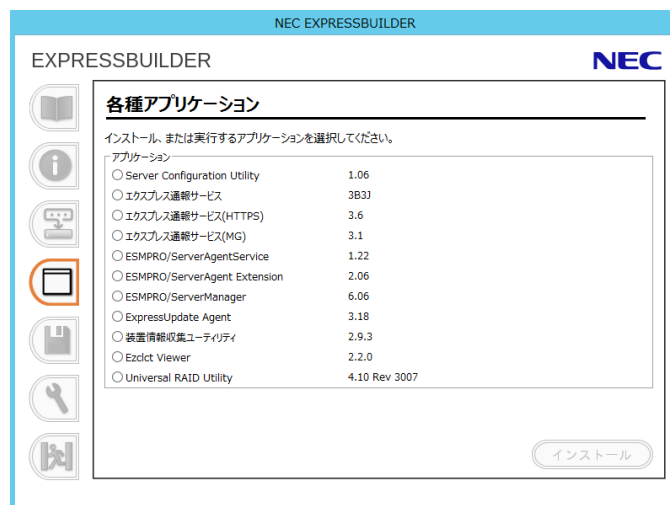 NEC EXPRESSBUILDER
EXPRESSBUILDER
NEC
各種アプリケーション
インストール、または実行するアプリケーションを選択してください。
アプリケーション
Server Configuration Utility 1.06
エクスプレス通報サービス 3B3J
エクスプレス通報サービス(HTTPS) 3.6
エクスプレス通報サービス(MG) 3.1
ESMPRO/ServerAgentService 1.22
ESMPRO/ServerAgent Extension 2.06
ESMPRO/ServerManager 6.06
ExpressUpdate Agent 3.18
装置情報収集ユーティリティ 2.9.3
Ezclct Viewer 2.2.0
Universal RAID Utility 4.10 Rev 3007
インストール